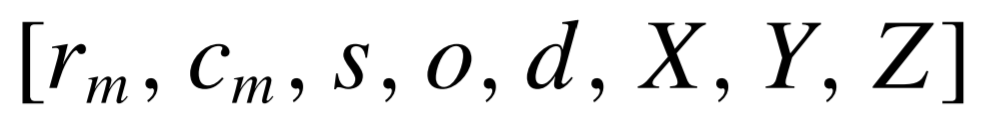 [r_m, c_m, s, o, d, X, Y, Z]